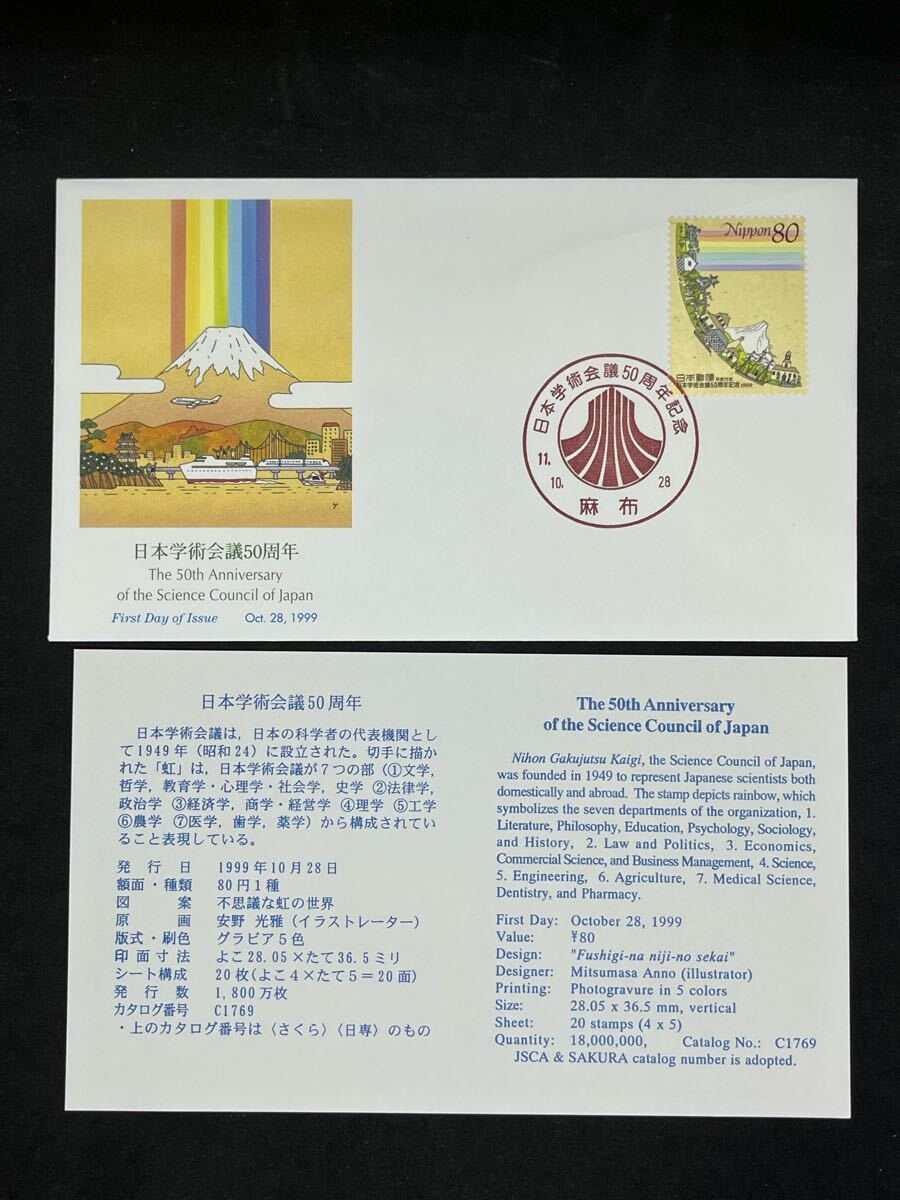 Nippon 80
日本郵便 平成11年
日本学術会議50周年記念 1999
日本学術会議50周年記念
11.
10.
28
麻布
日本学術会議50周年
The 50th Anniversary
of the Science Council of Japan
First Day of Issue Oct. 28, 1999
日本学術会議50周年
日本学術会議は，日本の科学者の代表機関とし
て1949年（昭和24）に設立された。切手に描か
れた「虹」は，日本学術会議が７つの部（①文学，
哲学，教育学・心理学・社会学，史学 ②法律学，
政治学 ③経済学，商学・経営学 ④理学 ⑤工学
⑥農学 ⑦医学，歯学，薬学）から構成されてい
ること表現している。
発行日 1999年10月28日
額面・種類 80円１種
図案 不思議な虹の世界
原画 安野 光雅（イラストレーター）
版式・刷色 グラビア５色
印面寸法 よこ28.05×たて36.5ミリ
シート構成 20枚(よこ４×たて５＝20面)
発行数 1,800万枚
カタログ番号 C1769
・上のカタログ番号は〈さくら〉〈日専〉のもの
The 50th Anniversary
of the Science Council of Japan
Nihon Gakujutsu Kaigi, the Science Council of Japan,
was founded in 1949 to represent Japanese scientists both
domestically and abroad. The stamp depicts rainbow, which
symbolizes the seven departments of the organization, 1.
Literature, Philosophy, Education, Psychology, Sociology,
and History, 2. Law and Politics, 3. Economics,
Commercial Science, and Business Management, 4. Science,
5. Engineering, 6. Agriculture, 7. Medical Science,
Dentistry, and Pharmacy.
First Day: October 28, 1999
Value: ¥80
Design: "Fushigi-na niji-no sekai"
Designer: Mitsumasa Anno (illustrator)
Printing: Photogravure in 5 colors
Size: 28.05 x 36.5 mm, vertical
Sheet: 20 stamps (4 x 5)
Quantity: 18,000,000, Catalog No.: C1769
JSCA & SAKURA catalog number is adopted.